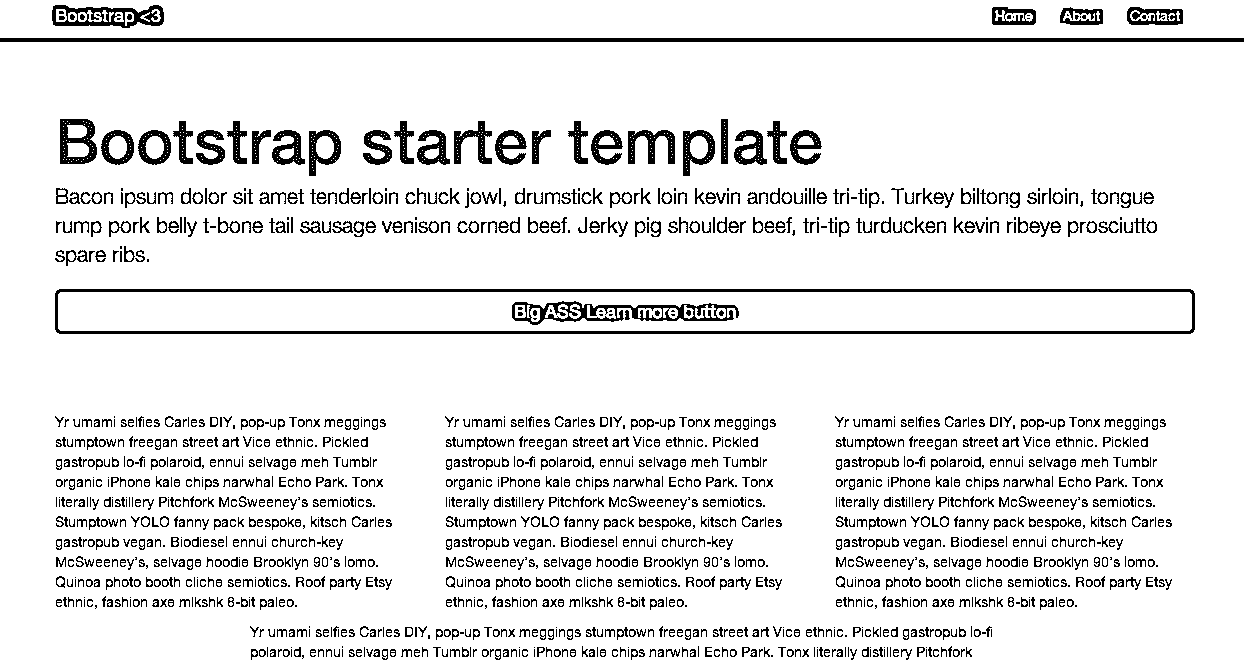 Bootstrap <3
Home About Contact
Bootstrap starter template
Bacon ipsum dolor sit amet tenderloin chuck jowl, drumstick pork loin kevin andouille tri-tip. Turkey biltong sirloin, tongue
rump pork belly t-bone tail sausage venison corned beef. Jerky pig shoulder beef, tri-tip turducken kevin ribeye prosciutto
spare ribs.
Big ASS Learn more button
Yr umami selfies Carles DIY, pop-up Tonx meggings
stumptown freegan street art Vice ethnic. Pickled
gastropub lo-fi polaroid, ennui selvage meh Tumblr
organic iPhone kale chips narwhal Echo Park. Tonx
literally distillery Pitchfork McSweeney's semiotics.
Stumptown YOLO fanny pack bespoke, kitsch Carles
gastropub vegan. Biodiesel ennui church-key
McSweeney's, selvage hoodie Brooklyn 90's lomo.
Quinoa photo booth cliche semiotics. Roof party Etsy
ethnic, fashion axe mlkshk 8-bit paleo.
Yr umami selfies Carles DIY, pop-up Tonx meggings
stumptown freegan street art Vice ethnic. Pickled
gastropub lo-fi polaroid, ennui selvage meh Tumblr
organic iPhone kale chips narwhal Echo Park. Tonx
literally distillery Pitchfork McSweeney's semiotics.
Stumptown YOLO fanny pack bespoke, kitsch Carles
gastropub vegan. Biodiesel ennui church-key
McSweeney's, selvage hoodie Brooklyn 90's lomo.
Quinoa photo booth cliche semiotics. Roof party Etsy
ethnic, fashion axe mlkshk 8-bit paleo.
Yr umami selfies Carles DIY, pop-up Tonx meggings
stumptown freegan street art Vice ethnic. Pickled
gastropub lo-fi polaroid, ennui selvage meh Tumblr
organic iPhone kale chips narwhal Echo Park. Tonx
literally distillery Pitchfork McSweeney's semiotics.
Stumptown YOLO fanny pack bespoke, kitsch Carles
gastropub vegan. Biodiesel ennui church-key
McSweeney's, selvage hoodie Brooklyn 90's lomo.
Quinoa photo booth cliche semiotics. Roof party Etsy
ethnic, fashion axe mlkshk 8-bit paleo.
Yr umami selfies Carles DIY, pop-up Tonx meggings stumptown freegan street art Vice ethnic. Pickled gastropub lo-fi
polaroid, ennui selvage meh Tumblr organic iPhone kale chips narwhal Echo Park. Tonx literally distillery Pitchfork